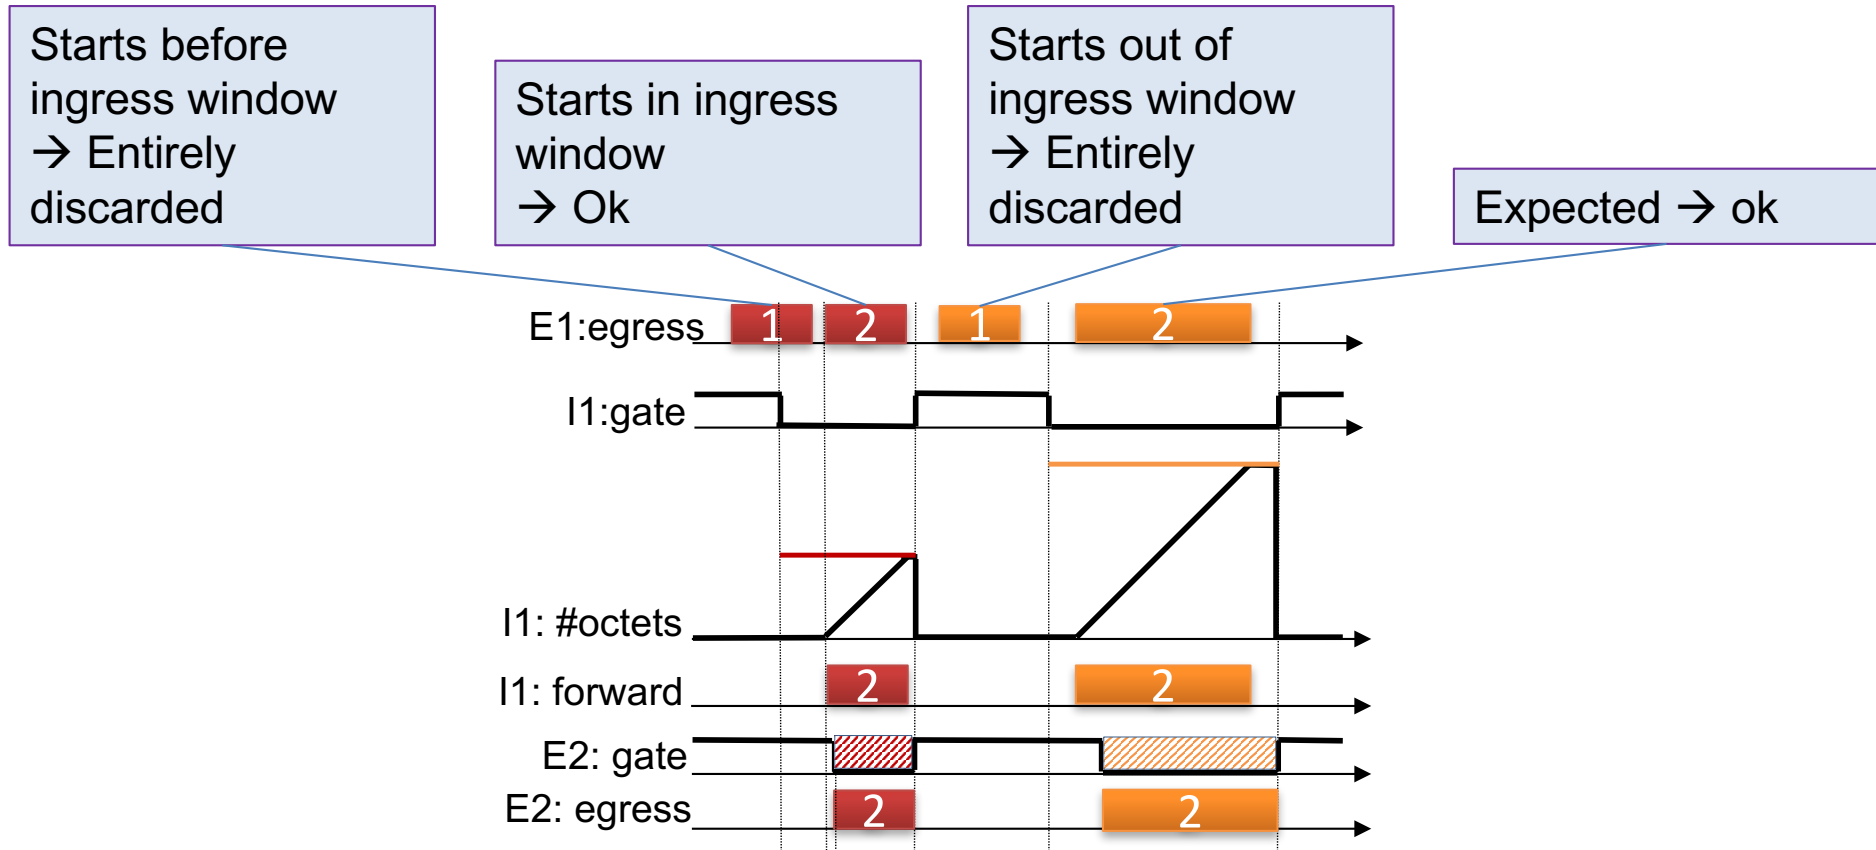 Starts before
ingress window
→ Entirely
discarded
Starts in ingress
window
→ Ok
Starts out of
ingress window
→ Entirely
discarded
Expected → ok
E1:egress 1 2 1 2
I1:gate
I1: #octets
I1: forward 2 2
E2: gate
E2: egress 2 2